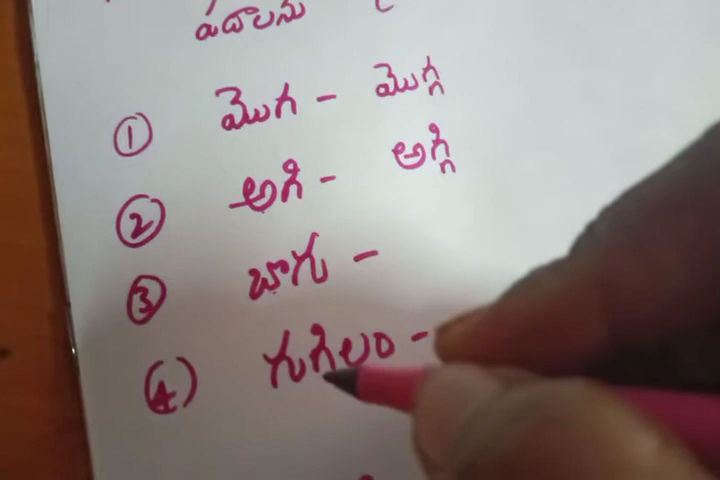 పదాలను
① మొగ - మొగ్గ
② అగి - అగ్గి
③ బాగు -
(4) గుగిలం -